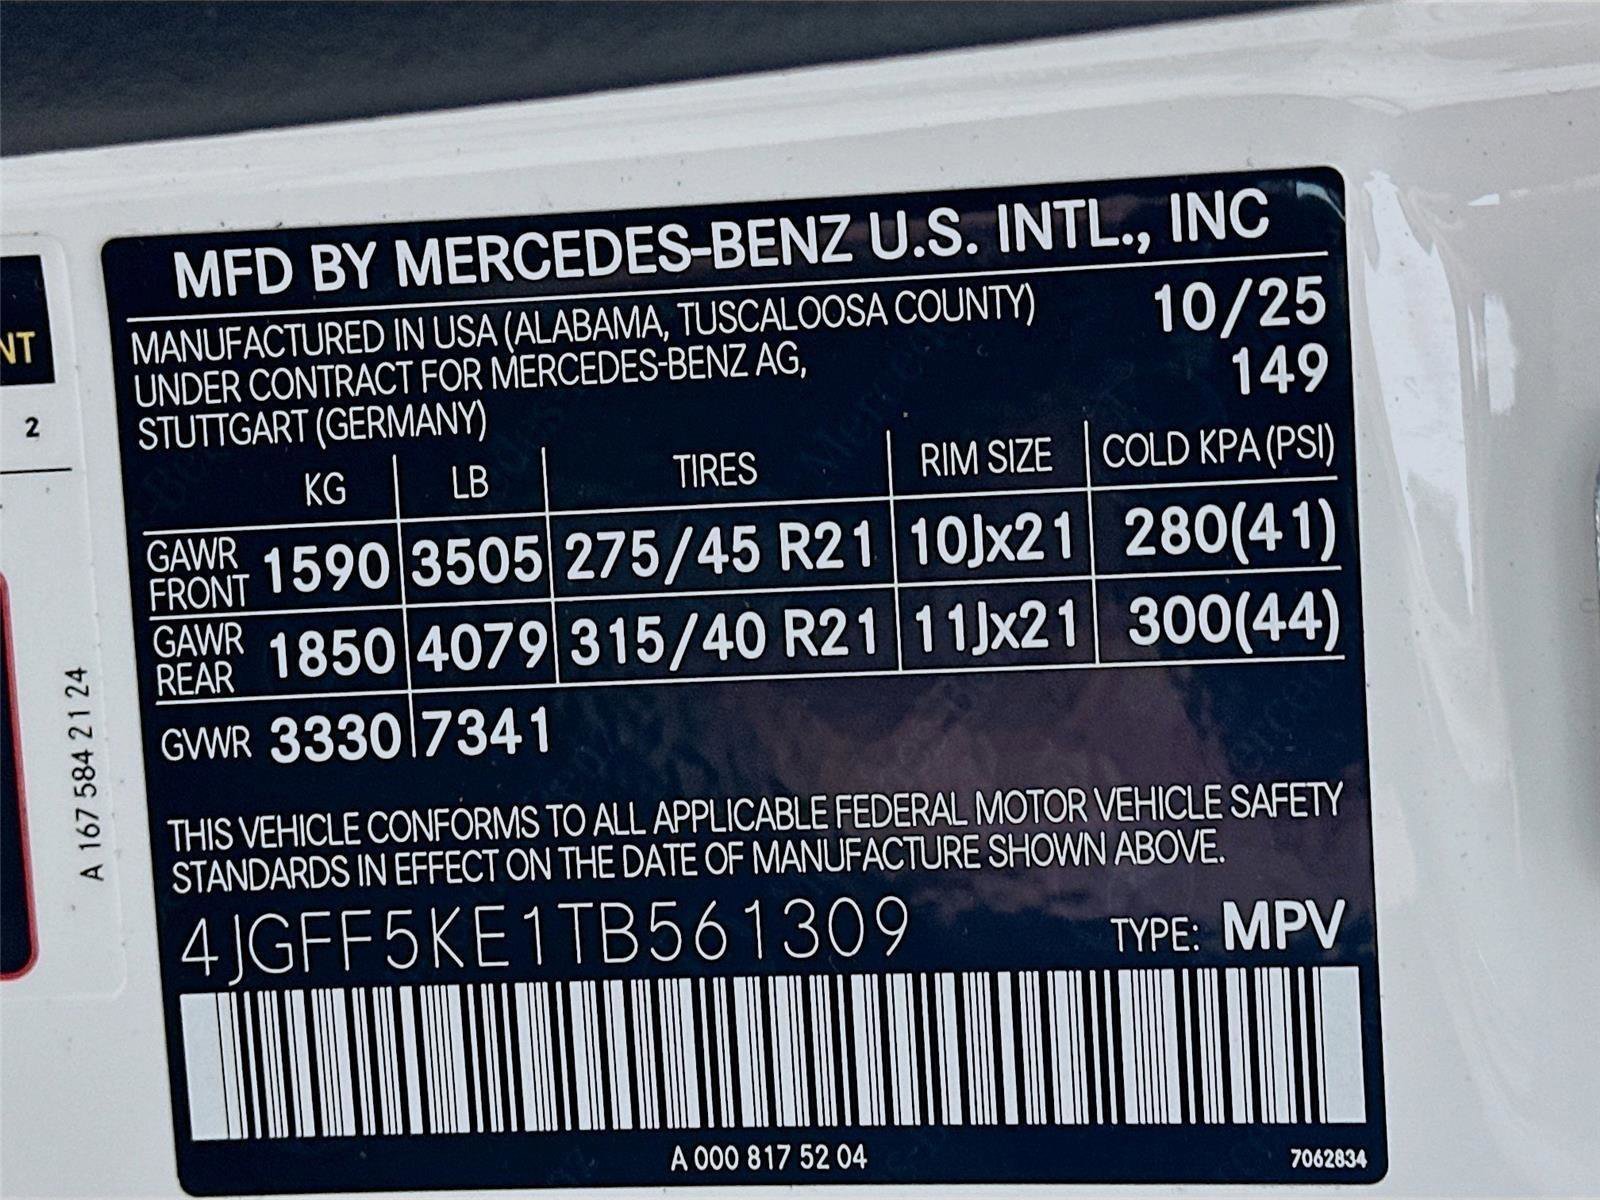 MFD BY MERCEDES-BENZ U.S. INTL., INC
MANUFACTURED IN USA (ALABAMA, TUSCALOOSA COUNTY) 10/25
UNDER CONTRACT FOR MERCEDES-BENZ AG, 149
STUTTGART (GERMANY)
KG LB TIRES RIM SIZE COLD KPA (PSI)
GAWR FRONT 1590 3505 275/45 R21 10Jx21 280(41)
GAWR REAR 1850 4079 315/40 R21 11Jx21 300(44)
GVWR 3330 7341
THIS VEHICLE CONFORMS TO ALL APPLICABLE FEDERAL MOTOR VEHICLE SAFETY
STANDARDS IN EFFECT ON THE DATE OF MANUFACTURE SHOWN ABOVE.
4JGFF5KE1TB561309 TYPE: MPV
A 000 817 52 04 7062834
NT
2
A 167 584 21 24